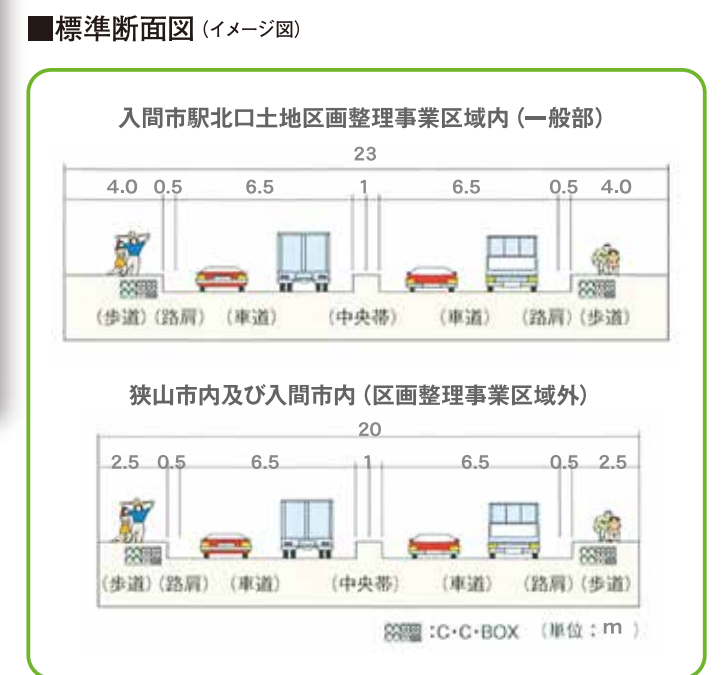 ■標準断面図（イメージ図）
入間市駅北口土地区画整理事業区域内（一般部）
23
4.0 0.5 6.5 1 6.5 0.5 4.0
（歩道）（路肩）（車道）（中央帯）（車道）（路肩）（歩道）
狭山市内及び入間市内（区画整理事業区域外）
20
2.5 0.5 6.5 1 6.5 0.5 2.5
（歩道）（路肩）（車道）（中央帯）（車道）（路肩）（歩道）
：C・C・BOX （単位：m ）